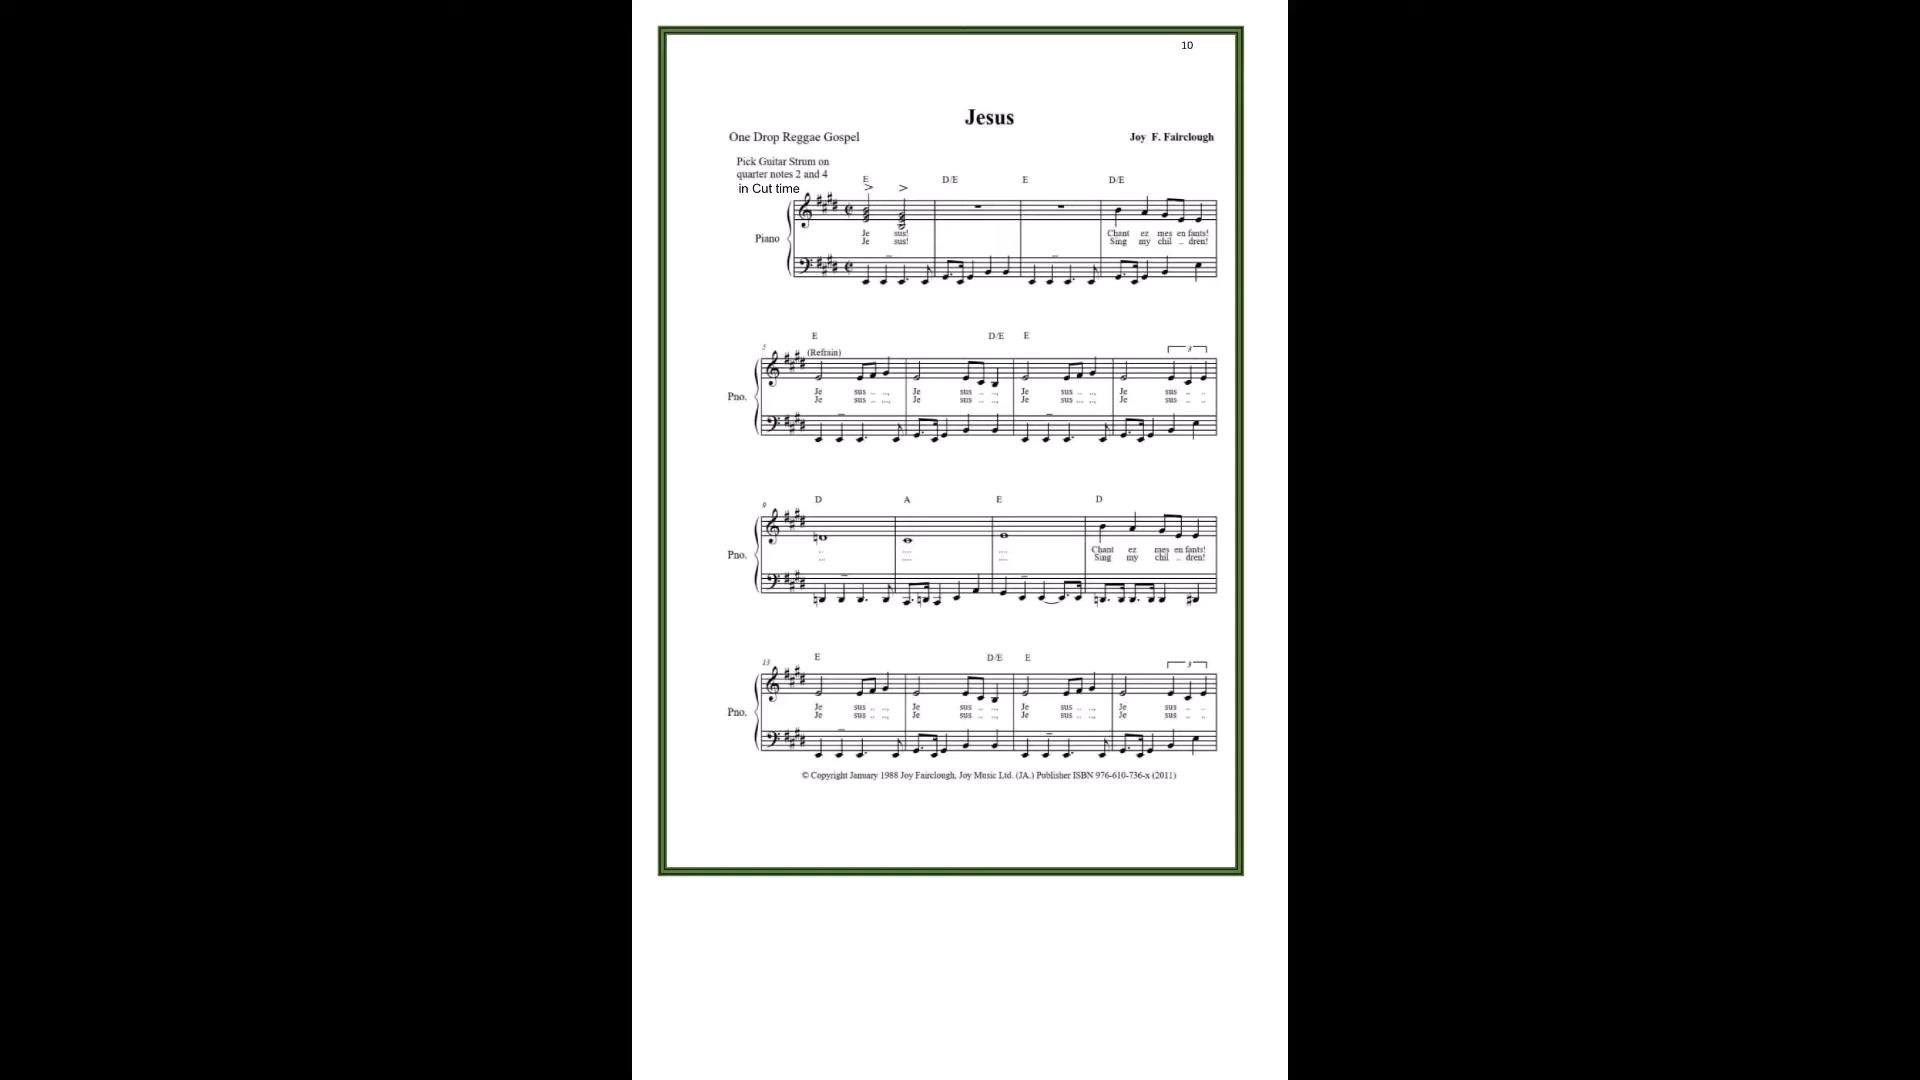 10
Jesus
One Drop Reggae Gospel
Joy F. Fairclough
Pick Guitar Strum on
quarter notes 2 and 4
in Cut time
E D/E E D/E
Piano
Je sus! Chant ez mes en fants!
Je sus! Sing my chil .. dren!
E D/E E
5
(Refrain)
3
Je sus .. .., Je sus .. .., Je sus .. .., Je sus .. ..
Pno.
Je sus .. ..., Je sus .. .., Je sus .... .., Je sus .. ..
D A E D
9
.. .... .... Chant ez mes en fants!
Pno.
... .... .... Sing my chil .. dren!
E D/E E
13
3
Je sus .. .., Je sus .. .., Je sus .. .., Je sus .. ..
Pno.
Je sus .. .., Je sus .. .., Je sus .. .., Je sus .. ..
© Copyright January 1988 Joy Fairclough, Joy Music Ltd. (JA.) Publisher ISBN 976-610-736-x (2011)